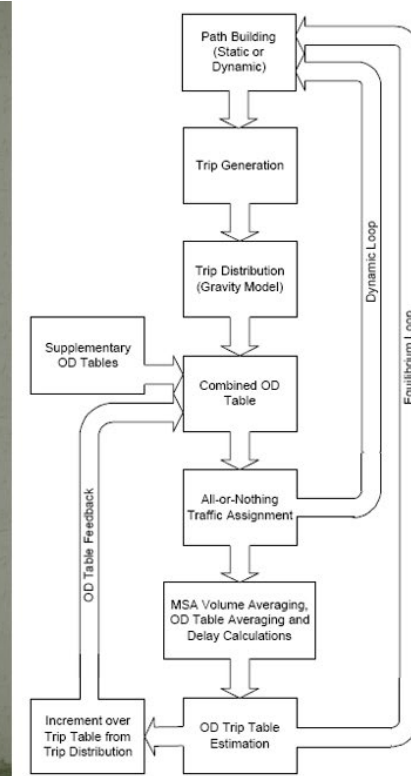 Path Building
(Static or
Dynamic)
Trip Generation
Trip Distribution
(Gravity Model)
Supplementary
OD Tables
Combined OD
Table
All-or-Nothing
Traffic Assignment
MSA Volume Averaging,
OD Table Averaging and
Delay Calculations
OD Trip Table
Estimation
Increment over
Trip Table from
Trip Distribution
OD Table Feedback
Dynamic Loop
Equilibrium Loop